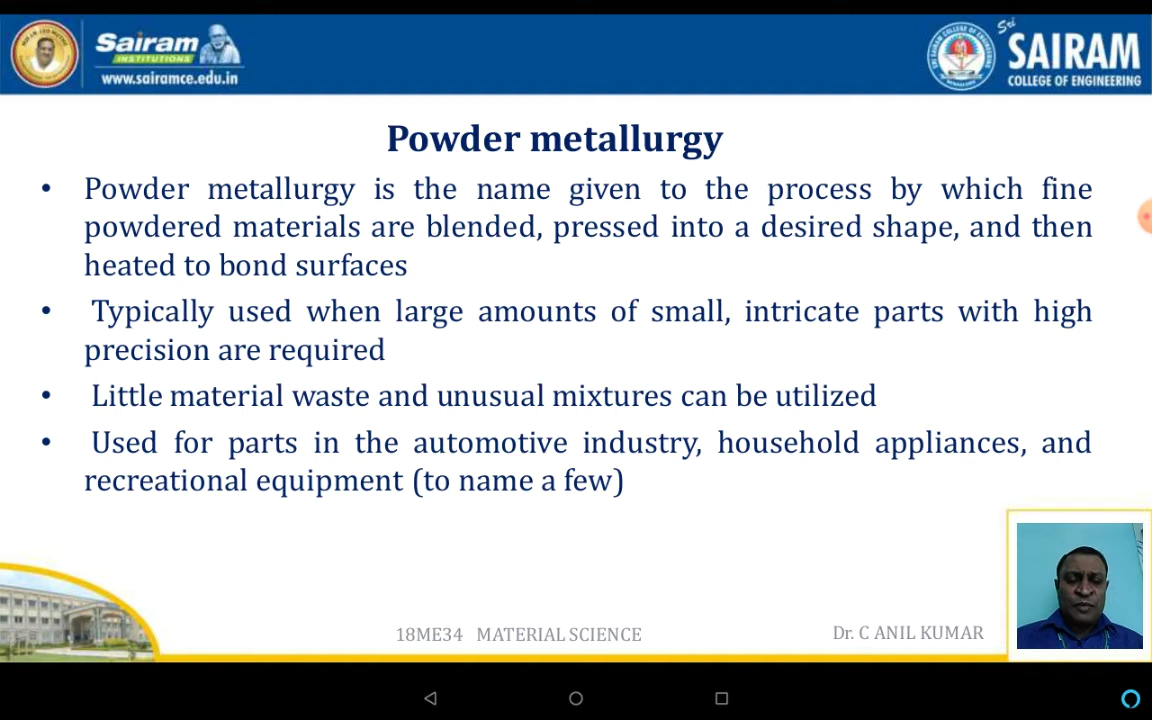 Sairam
INSTITUTIONS
www.sairamce.edu.in
Sri
SAIRAM
COLLEGE OF ENGINEERING
Powder metallurgy
• Powder metallurgy is the name given to the process by which fine
powdered materials are blended, pressed into a desired shape, and then
heated to bond surfaces
• Typically used when large amounts of small, intricate parts with high
precision are required
• Little material waste and unusual mixtures can be utilized
• Used for parts in the automotive industry, household appliances, and
recreational equipment (to name a few)
18ME34 MATERIAL SCIENCE
Dr. C ANIL KUMAR